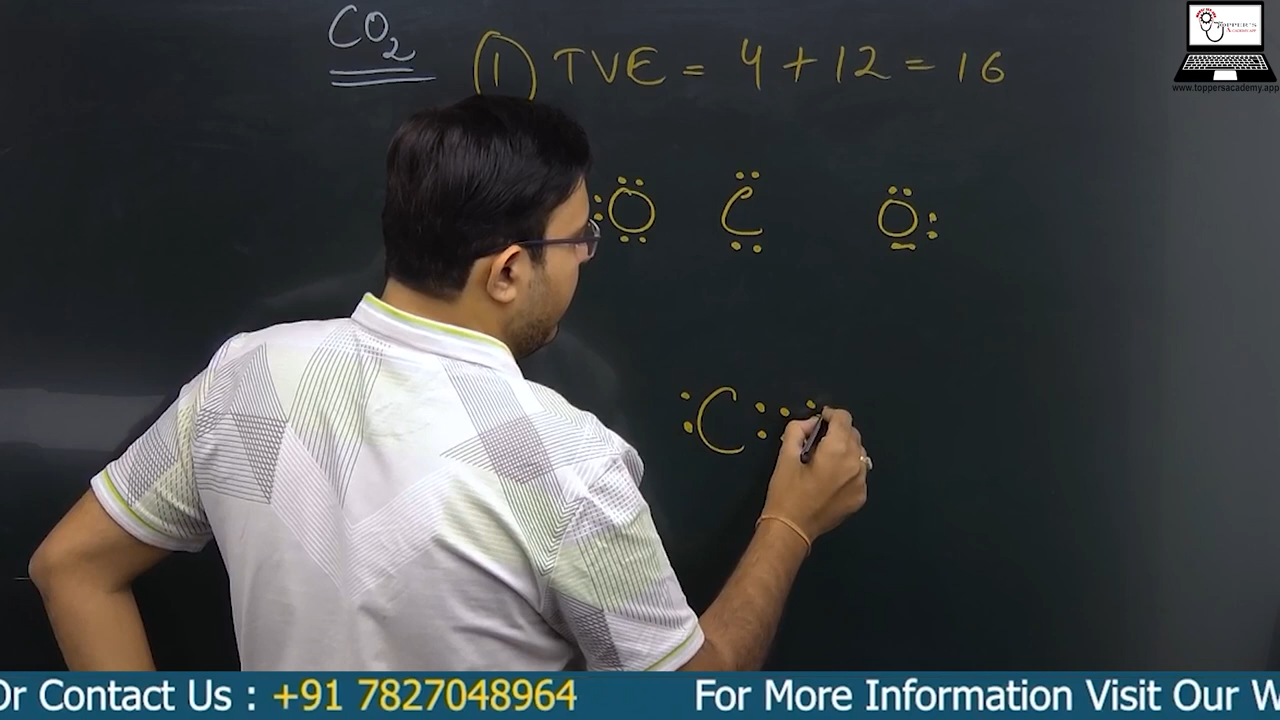 CO₂
① TVE = 4 + 12 = 16
O C O
C
TOPPER'S
www.toppersacademy.app
Or Contact Us : +91 7827048964 For More Information Visit Our W